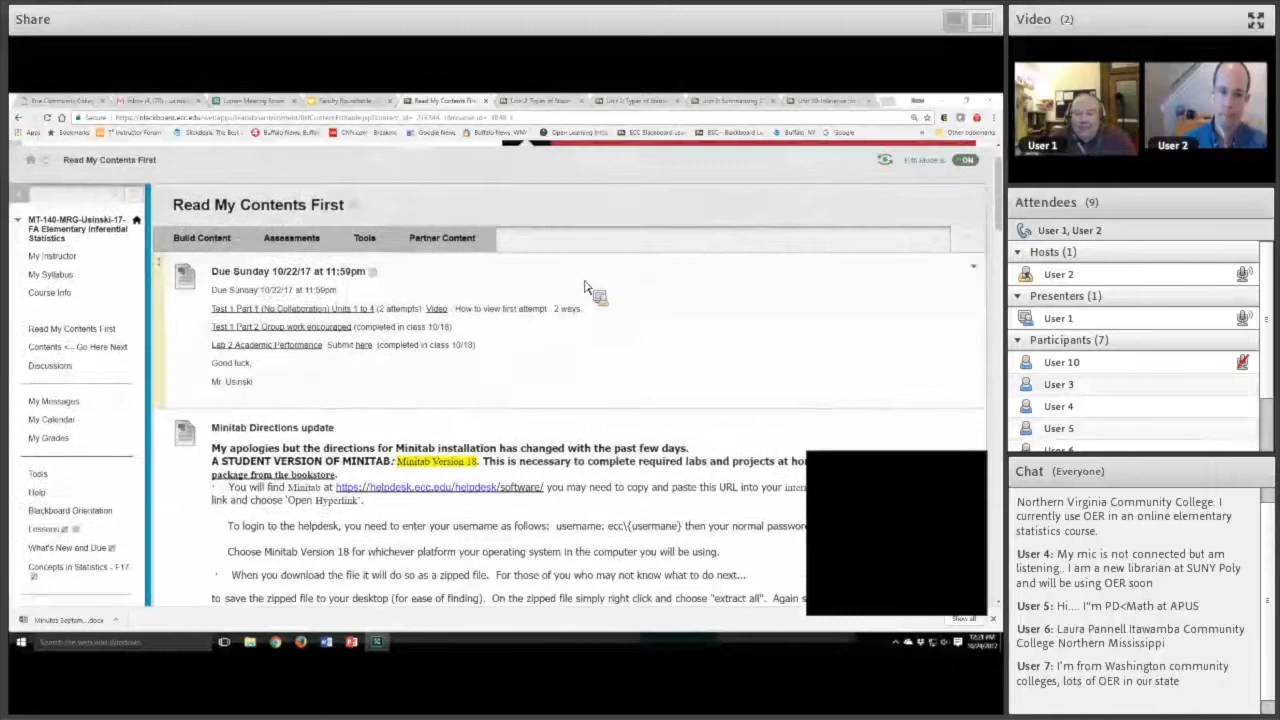 Share
Read My Contents First
Read My Contents First
Build Content Assessments Tools Partner Content
MT-140-MRG-Usinski-17-
FA Elementary Inferential
Statistics
My Instructor
My Syllabus
Course Info
Read My Contents First
Contents <-- Go Here Next
Discussions
My Messages
My Calendar
My Grades
Tools
Help
Blackboard Orientation
Lessons
What's New and Due
Concepts in Statistics - F17
Due Sunday 10/22/17 at 11:59pm
Due Sunday 10/22/17 at 11:59pm
Test 1 Part 1 (No Collaboration) Units 1 to 4 (2 attempts) Video How to view first attempt 2 ways.
Test 1 Part 2 Group work encouraged (completed in class 10/18)
Lab 2 Academic Performance Submit here (completed in class 10/18)
Good luck,
Mr. Usinski
Minitab Directions update
My apologies but the directions for Minitab installation has changed with the past few days.
A STUDENT VERSION OF MINITAB: Minitab Version 18. This is necessary to complete required labs and projects at
package from the bookstore.
· You will find Minitab at https://helpdesk.ecc.edu/helpdesk/software/ you may need to copy and paste this URL into your
link and choose 'Open Hyperlink'.
To login to the helpdesk, you need to enter your username as follows; username; ecc\{usermane} then your normal password
Choose Minitab Version 18 for whichever platform your operating system in the computer you will be using.
· When you download the file it will do so as a zipped file. For those of you who may not know what to do next...
to save the zipped file to your desktop (for ease of finding). On the zipped file simply right click and choose "extract all". Again
Minutes Septem....docx
Show all
Search the web and Windows
12:21 PM
Video (2)
User 1
User 2
Attendees (9)
User 1, User 2
Hosts (1)
User 2
Presenters (1)
User 1
Participants (7)
User 10
User 3
User 4
User 5
Chat (Everyone)
Northern Virginia Community College. I
currently use OER in an online elementary
statistics course.
User 4: My mic is not connected but am
listening.. I am a new librarian at SUNY Poly
and will be using OER soon
User 5: Hi.... I"m PD<Math at APUS
User 6: Laura Pannell Itawamba Community
College Northern Mississippi
User 7: I'm from Washington community
colleges, lots of OER in our state